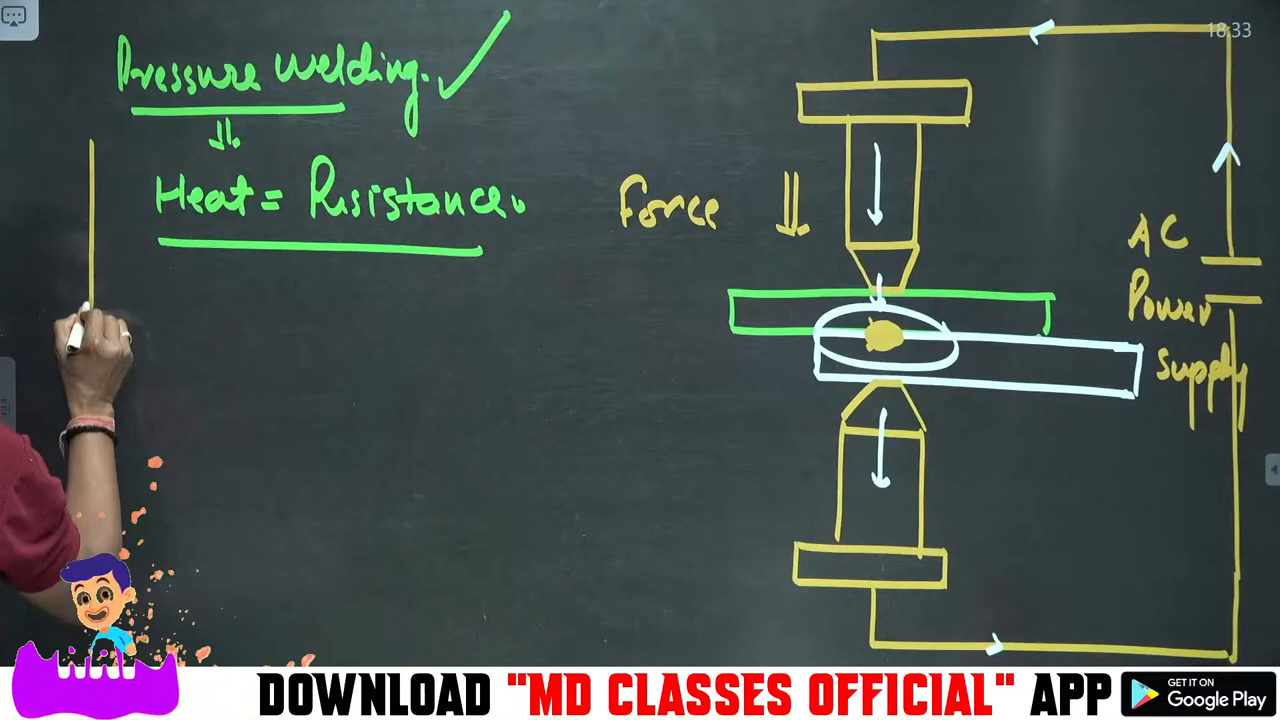 18:33
Pressure welding.
Heat = Resistance.
Force
AC
Power
supply
DOWNLOAD "MD CLASSES OFFICIAL" APP
GET IT ON
Google Play